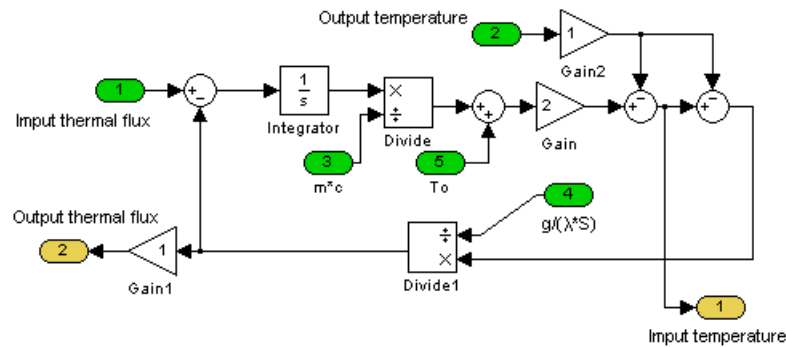 Output temperature
2
1
Gain2
1
Imput thermal flux
+
−
1
s
Integrator
×
÷
Divide
3
m*c
+
+
5
To
2
Gain
+
−
+
−
4
g/(λ*S)
Output thermal flux
2
1
Gain1
÷
×
Divide1
1
Imput temperature